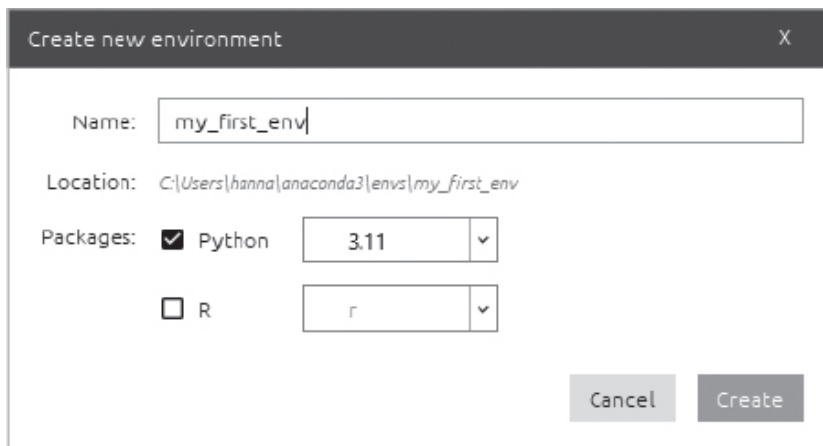 Create new environment X
Name: my_first_env
Location: C:\Users\hanna\anaconda3\envs\my_first_env
Packages: Python 3.11
R r
Cancel Create